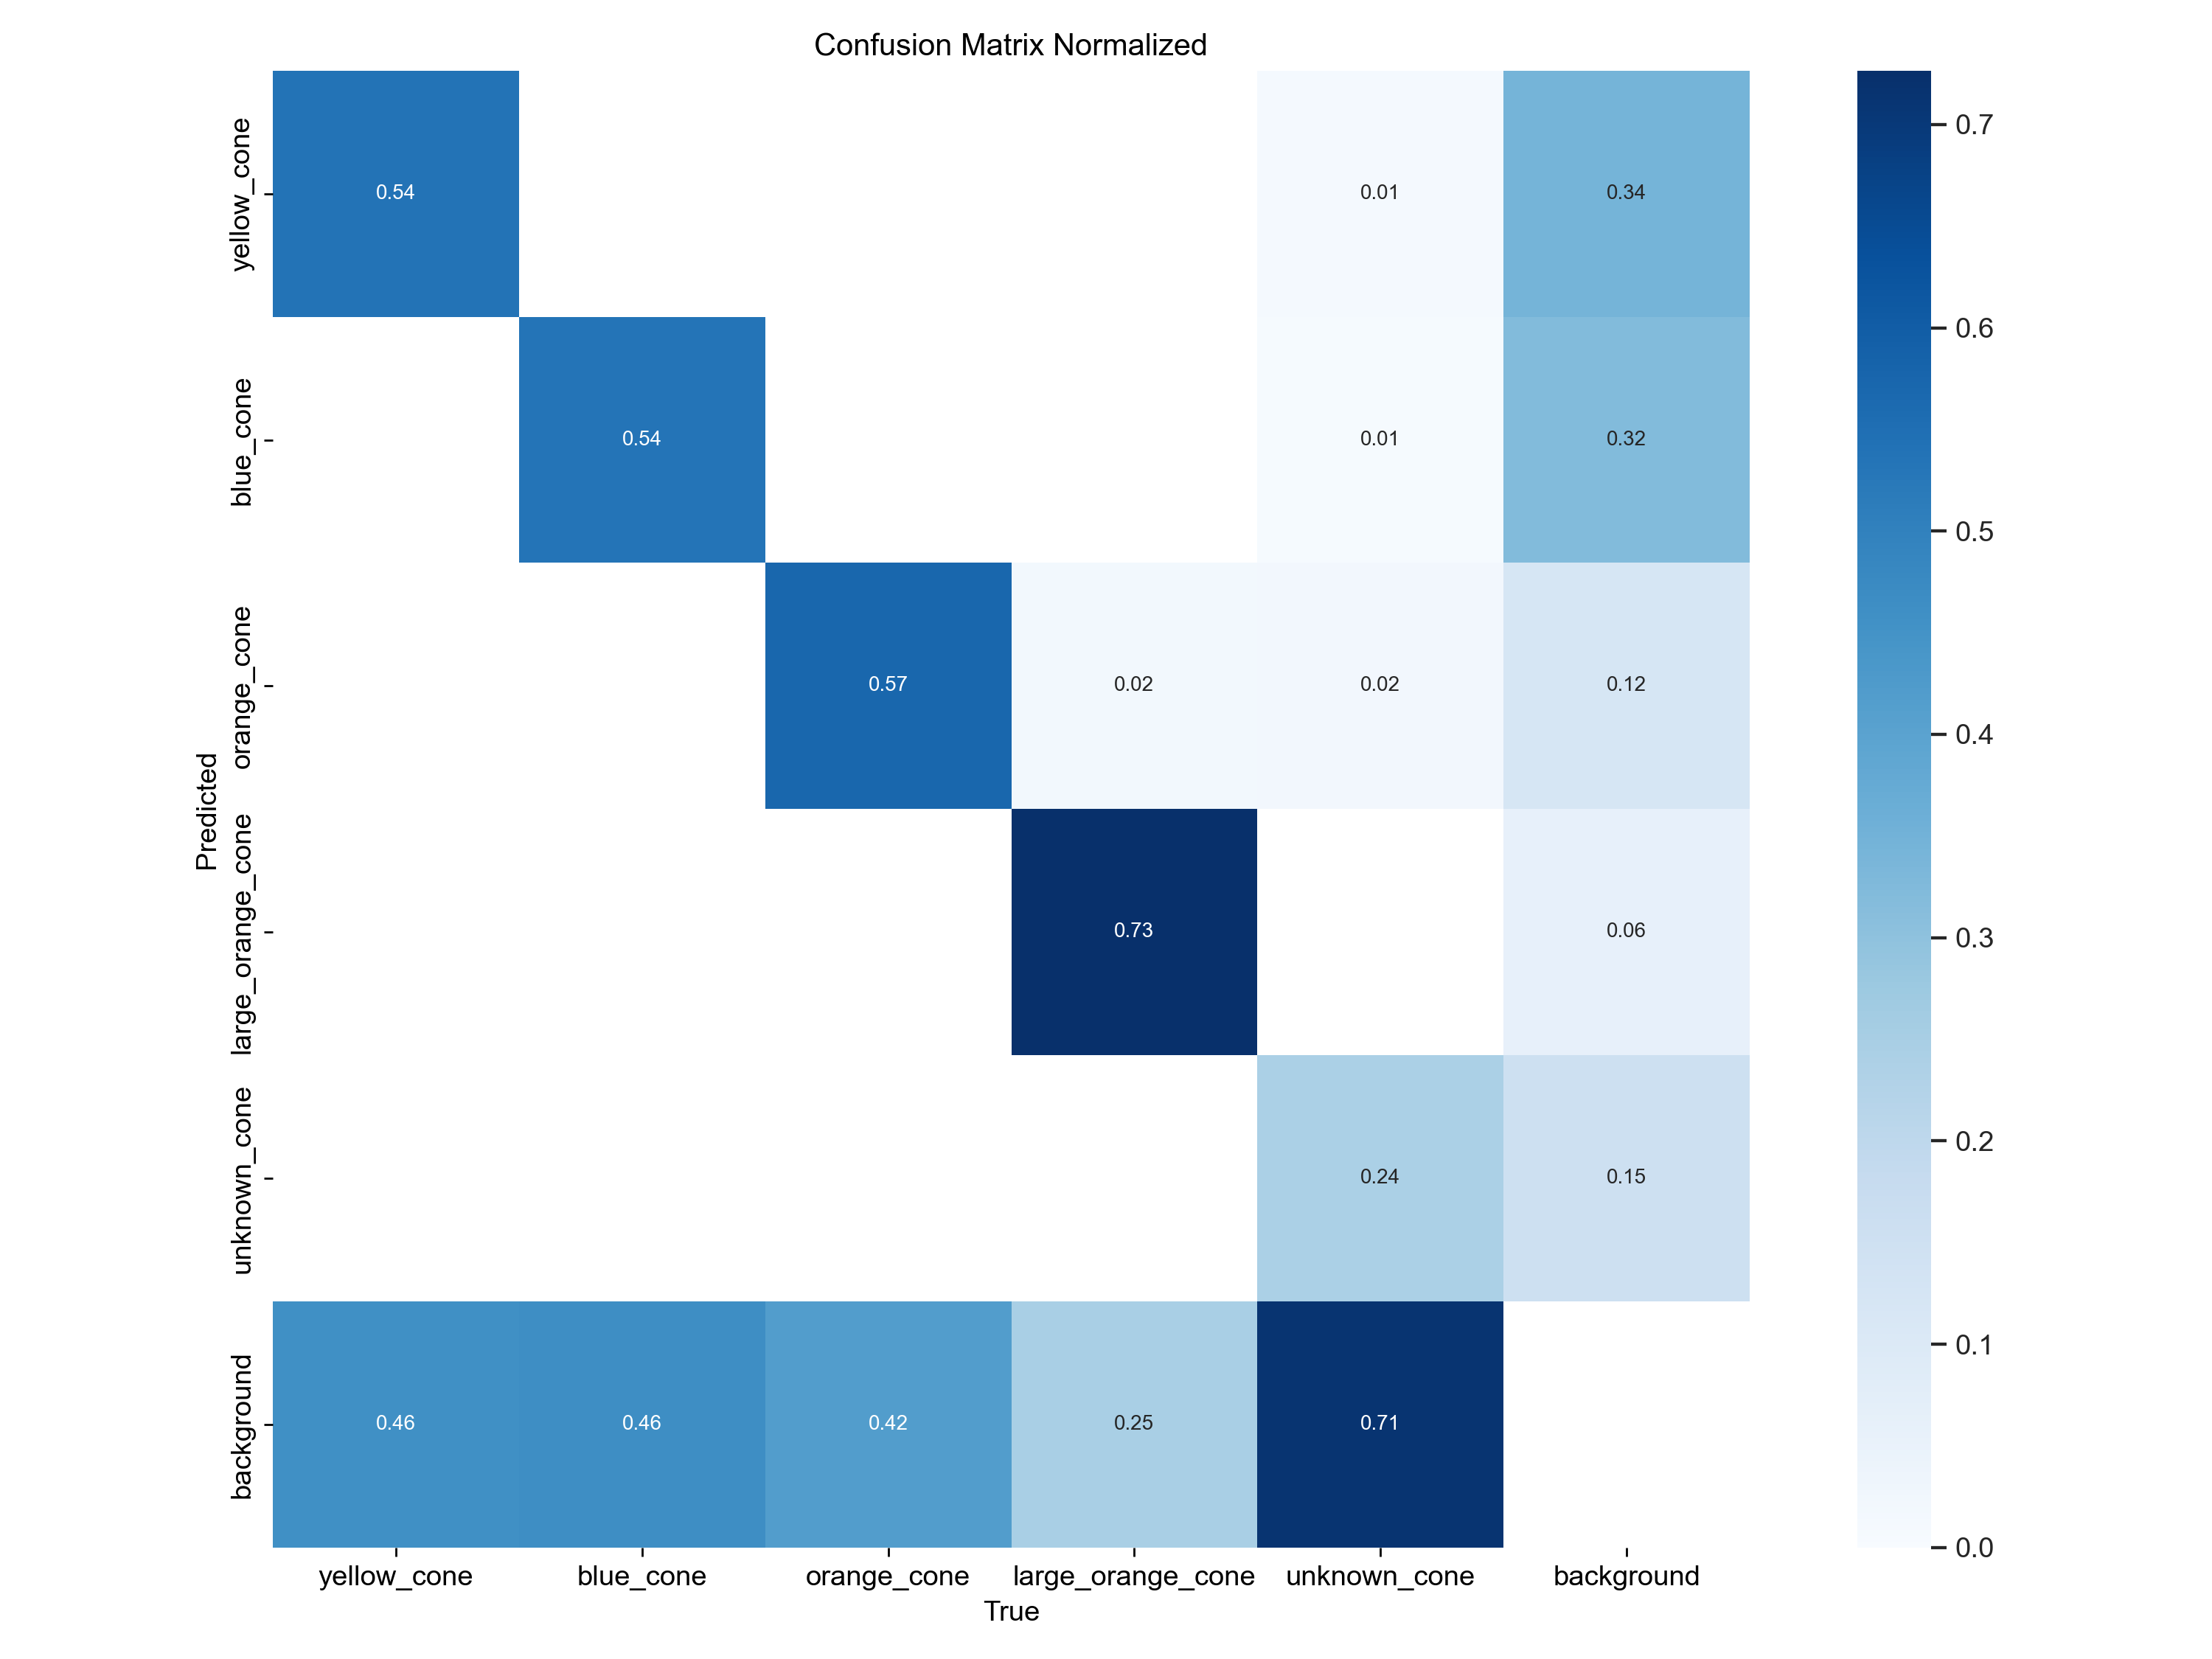 Confusion Matrix Normalized
yellow_cone
0.54
0.01
0.34
blue_cone
0.54
0.01
0.32
orange_cone
0.57
0.02
0.02
0.12
large_orange_cone
0.73
0.06
unknown_cone
0.24
0.15
background
0.46
0.46
0.42
0.25
0.71
Predicted
yellow_cone
blue_cone
orange_cone
large_orange_cone
unknown_cone
background
True
0.7
0.6
0.5
0.4
0.3
0.2
0.1
0.0